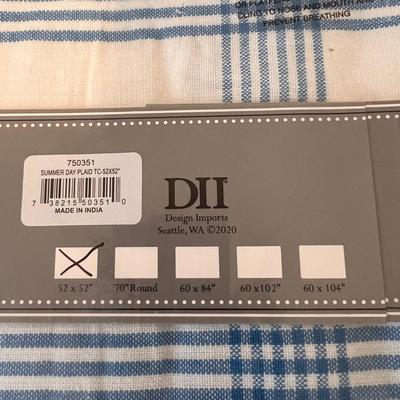 OR PLAYPE
CLING TO NOSE AND MOUTH AND
PREVENT BREATHING
750351
SUMMER DAY PLAID TC-52X52"
7 38215 50351 0
MADE IN INDIA
DII
Design Imports
Seattle, WA ©2020
52 x 52" 70" Round 60 x 84" 60 x102" 60 x 104"